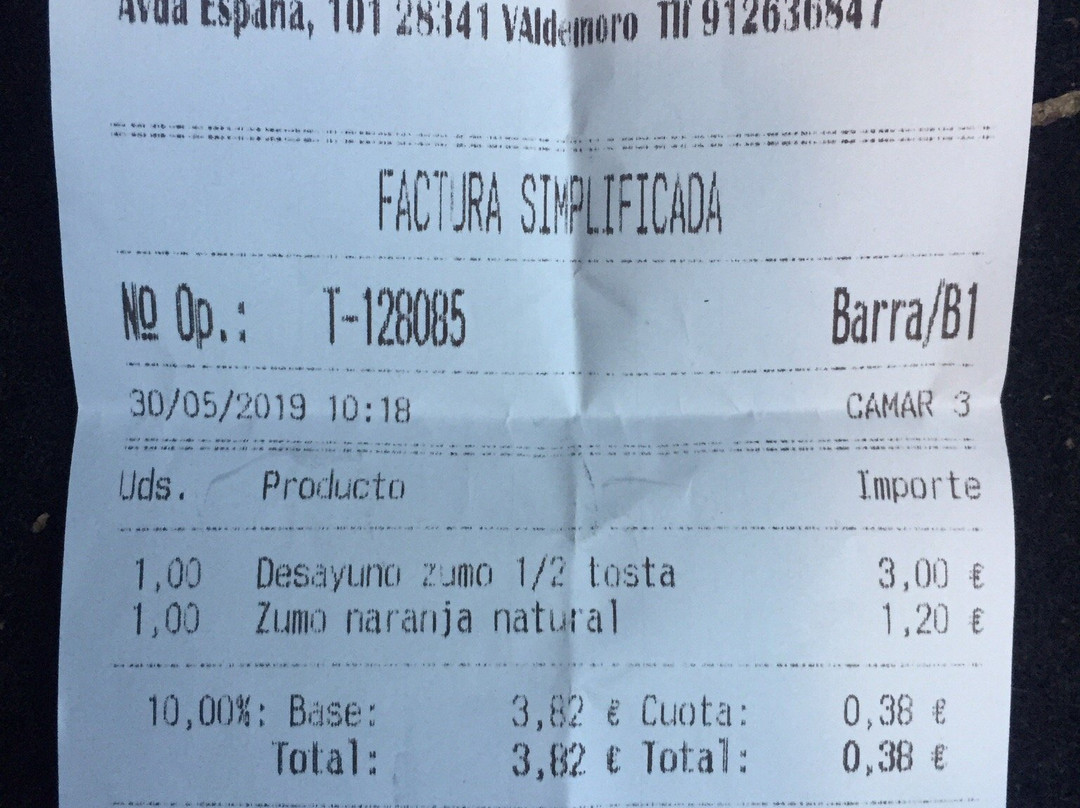 Avda España, 101 28341 VAldemoro Tlf 912636847
FACTURA SIMPLIFICADA
Nº Op.: T-128085 Barra/B1
30/05/2019 10:18 CAMAR 3
Uds. Producto Importe
1,00 Desayuno zumo 1/2 tosta 3,00 €
1,00 Zumo naranja natural 1,20 €
10,00%: Base: 3,82 € Cuota: 0,38 €
Total: 3,82 € Total: 0,38 €